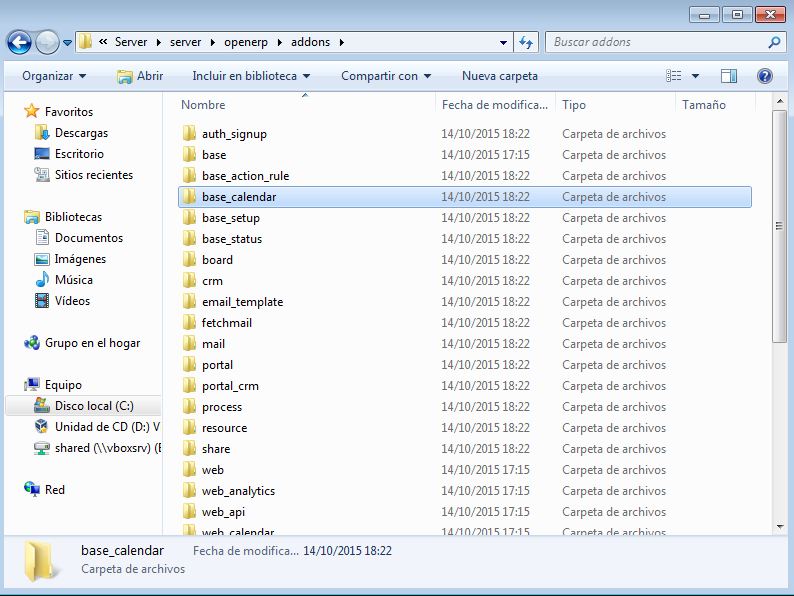 « Server ▸ server ▸ openerp ▸ addons ▸ Buscar addons
Organizar Abrir Incluir en biblioteca Compartir con Nueva carpeta
Favoritos
Descargas
Escritorio
Sitios recientes
Bibliotecas
Documentos
Imágenes
Música
Vídeos
Grupo en el hogar
Equipo
Disco local (C:)
Unidad de CD (D:) V
shared (\\vboxsrv) (E
Red
Nombre Fecha de modifica... Tipo Tamaño
auth_signup 14/10/2015 18:22 Carpeta de archivos
base 14/10/2015 17:15 Carpeta de archivos
base_action_rule 14/10/2015 18:22 Carpeta de archivos
base_calendar 14/10/2015 18:22 Carpeta de archivos
base_setup 14/10/2015 18:22 Carpeta de archivos
base_status 14/10/2015 18:22 Carpeta de archivos
board 14/10/2015 18:22 Carpeta de archivos
crm 14/10/2015 18:22 Carpeta de archivos
email_template 14/10/2015 18:22 Carpeta de archivos
fetchmail 14/10/2015 18:22 Carpeta de archivos
mail 14/10/2015 18:22 Carpeta de archivos
portal 14/10/2015 18:22 Carpeta de archivos
portal_crm 14/10/2015 18:22 Carpeta de archivos
process 14/10/2015 18:22 Carpeta de archivos
resource 14/10/2015 18:22 Carpeta de archivos
share 14/10/2015 18:22 Carpeta de archivos
web 14/10/2015 17:15 Carpeta de archivos
web_analytics 14/10/2015 17:15 Carpeta de archivos
web_api 14/10/2015 17:15 Carpeta de archivos
web_calendar 14/10/2015 17:15 Carpeta de archivos
base_calendar Fecha de modifica... 14/10/2015 18:22
Carpeta de archivos